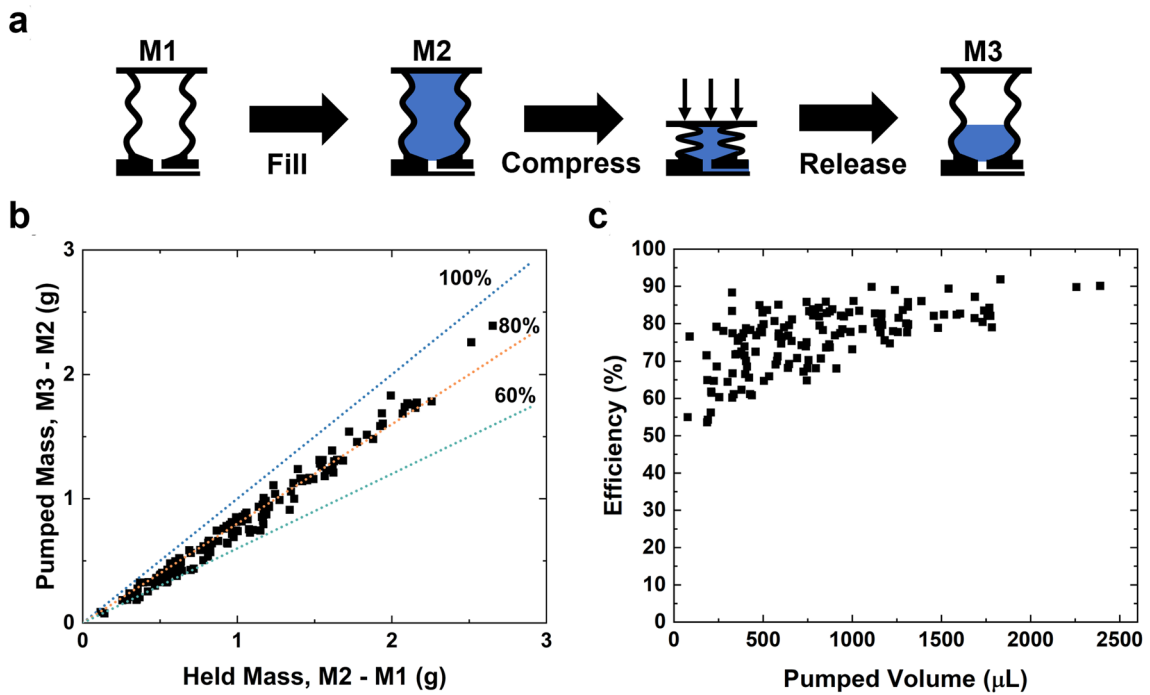 a
M1
M2
M3
Fill
Compress
Release
b
3
2
1
0
0
1
2
3
100%
80%
60%
Pumped Mass, M3 - M2 (g)
Held Mass, M2 - M1 (g)
c
100
90
80
70
60
50
40
30
20
10
0
0
500
1000
1500
2000
2500
Efficiency (%)
Pumped Volume (μL)